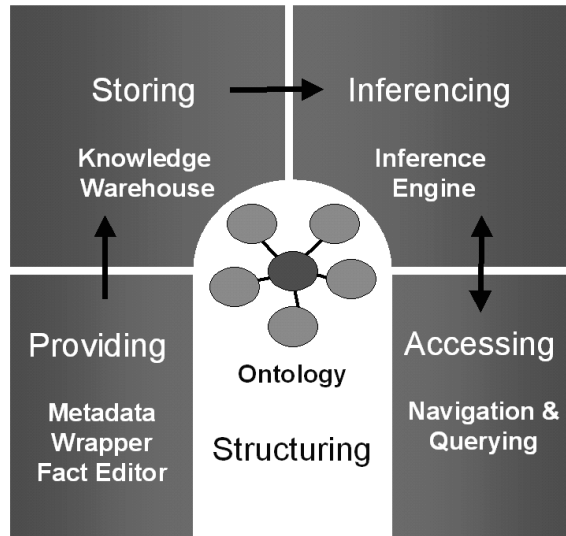 Storing
Inferencing
Knowledge
Warehouse
Inference
Engine
Providing
Accessing
Ontology
Metadata
Wrapper
Fact Editor
Navigation &
Querying
Structuring